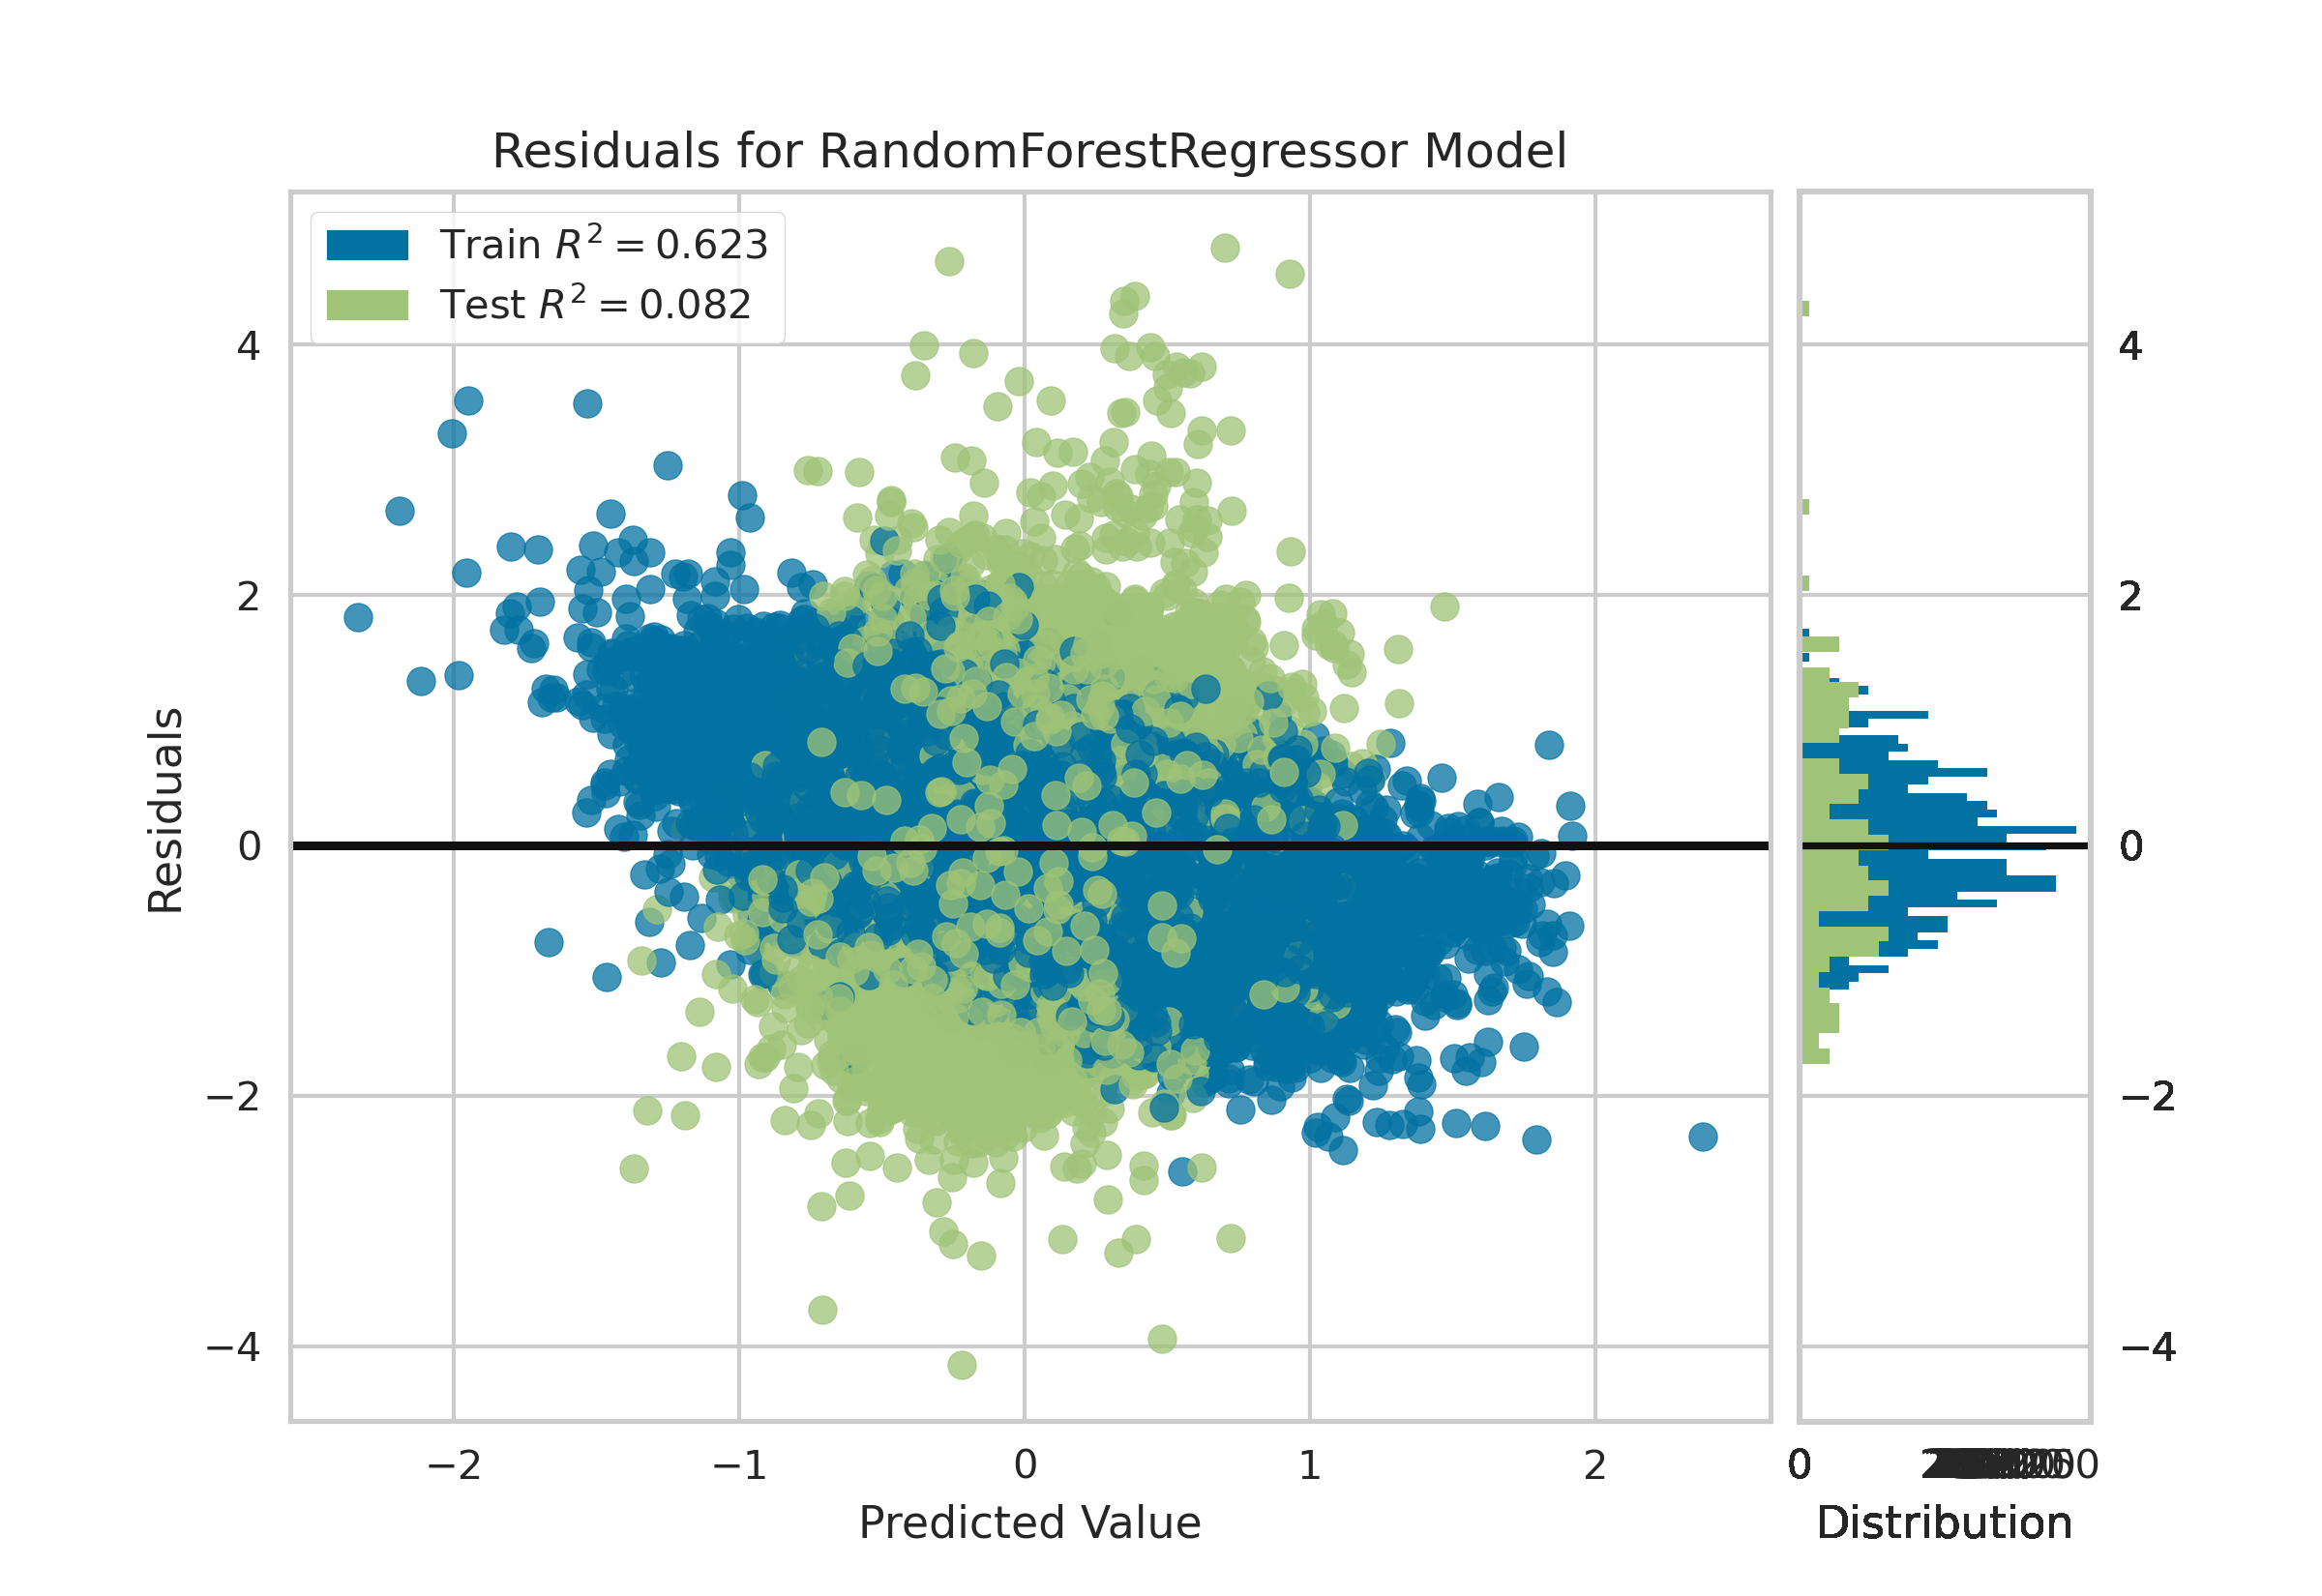 Residuals for RandomForestRegressor Model
Train R² = 0.623
Test R² = 0.082
Residuals
4
2
0
−2
−4
−2
−1
0
1
2
Predicted Value
4
2
0
−2
−4
0
Distribution